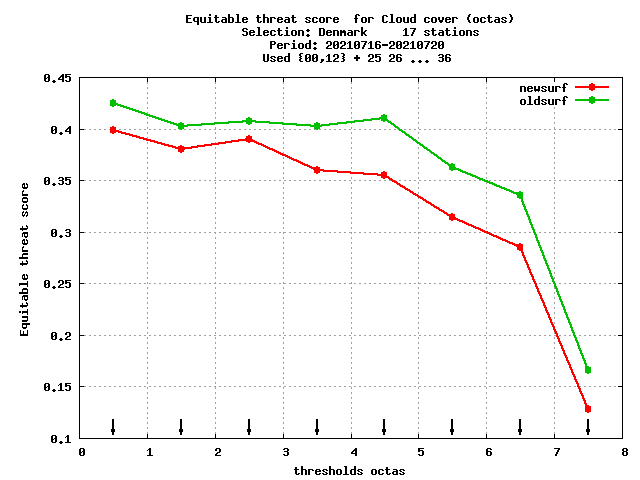 Equitable threat score  for Cloud cover (octas)
Selection: Denmark     17 stations
Period: 20210716-20210720
Used {00,12} + 25 26 ... 36
newsurf
oldsurf
Equitable threat score
0.45
0.4
0.35
0.3
0.25
0.2
0.15
0.1
0 1 2 3 4 5 6 7 8
thresholds octas